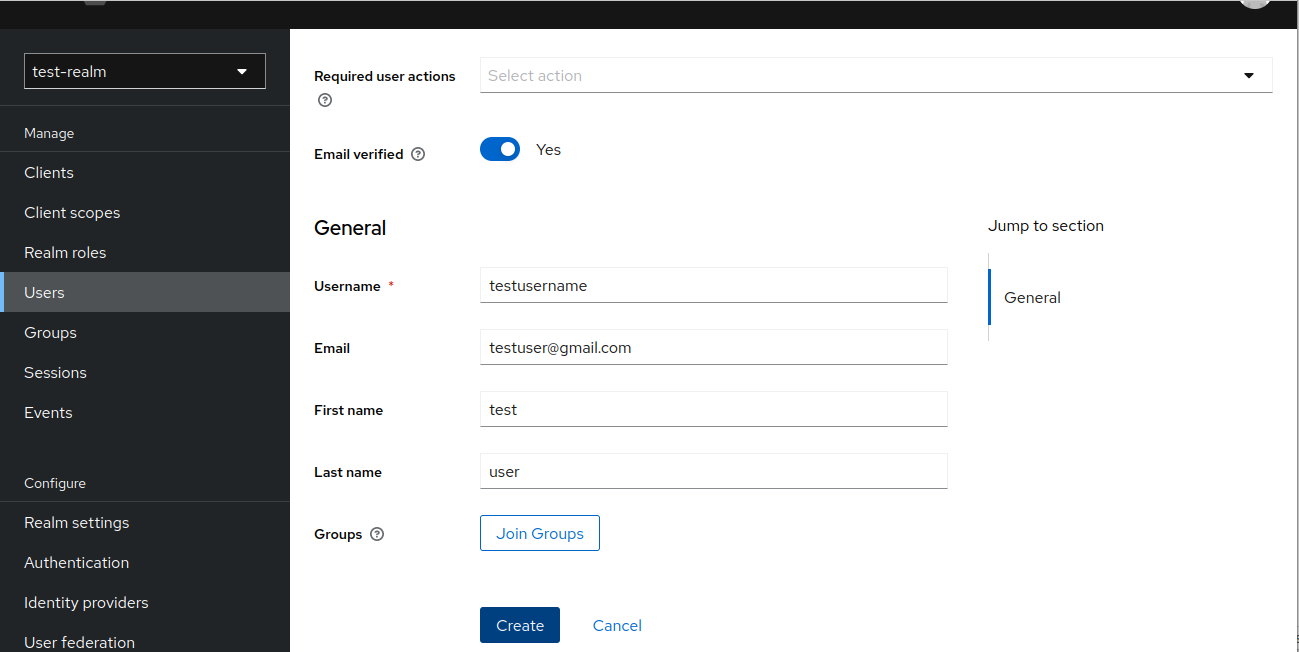 test-realm
Manage
Clients
Client scopes
Realm roles
Users
Groups
Sessions
Events
Configure
Realm settings
Authentication
Identity providers
User federation
Required user actions
Select action
Email verified
Yes
General
Username *
testusername
Email
testuser@gmail.com
First name
test
Last name
user
Groups
Join Groups
Create Cancel
Jump to section
General